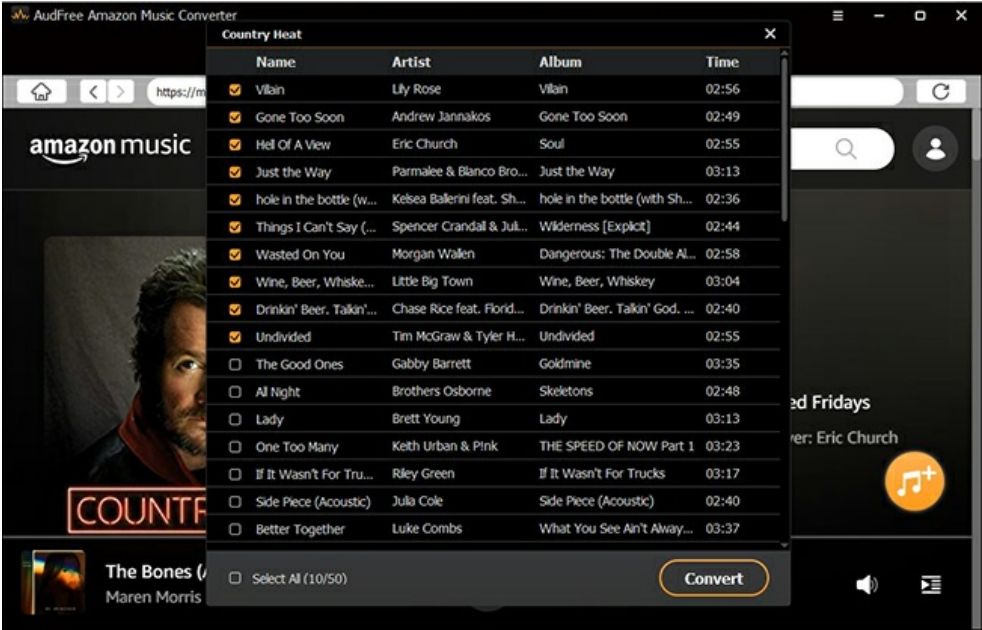 AudFree Amazon Music Converter
Country Heat
Name Artist Album Time
https://m
amazon music
Vilain Lily Rose Vilain 02:56
Gone Too Soon Andrew Jannakos Gone Too Soon 02:49
Hell Of A View Eric Church Soul 02:55
Just the Way Parmalee & Blanco Bro... Just the Way 03:13
hole in the bottle (w... Kelsea Ballerini feat. Sh... hole in the bottle (with Sh... 02:36
Things I Can't Say (... Spencer Crandall & Juli... Wilderness [Explicit] 02:44
Wasted On You Morgan Wallen Dangerous: The Double Al... 02:58
Wine, Beer, Whiske... Little Big Town Wine, Beer, Whiskey 03:04
Drinkin' Beer. Talkin'... Chase Rice feat. Florid... Drinkin' Beer. Talkin' God. ... 02:40
Undivided Tim McGraw & Tyler H... Undivided 02:55
The Good Ones Gabby Barrett Goldmine 03:35
All Night Brothers Osborne Skeletons 02:48
Lady Brett Young Lady 03:13
One Too Many Keith Urban & P!nk THE SPEED OF NOW Part 1 03:23
If It Wasn't For Tru... Riley Green If It Wasn't For Trucks 03:17
Side Piece (Acoustic) Julia Cole Side Piece (Acoustic) 02:40
Better Together Luke Combs What You See Ain't Alway... 03:37
ed Fridays
ver: Eric Church
COUNTR
Select All (10/50)
Convert
The Bones (
Maren Morris